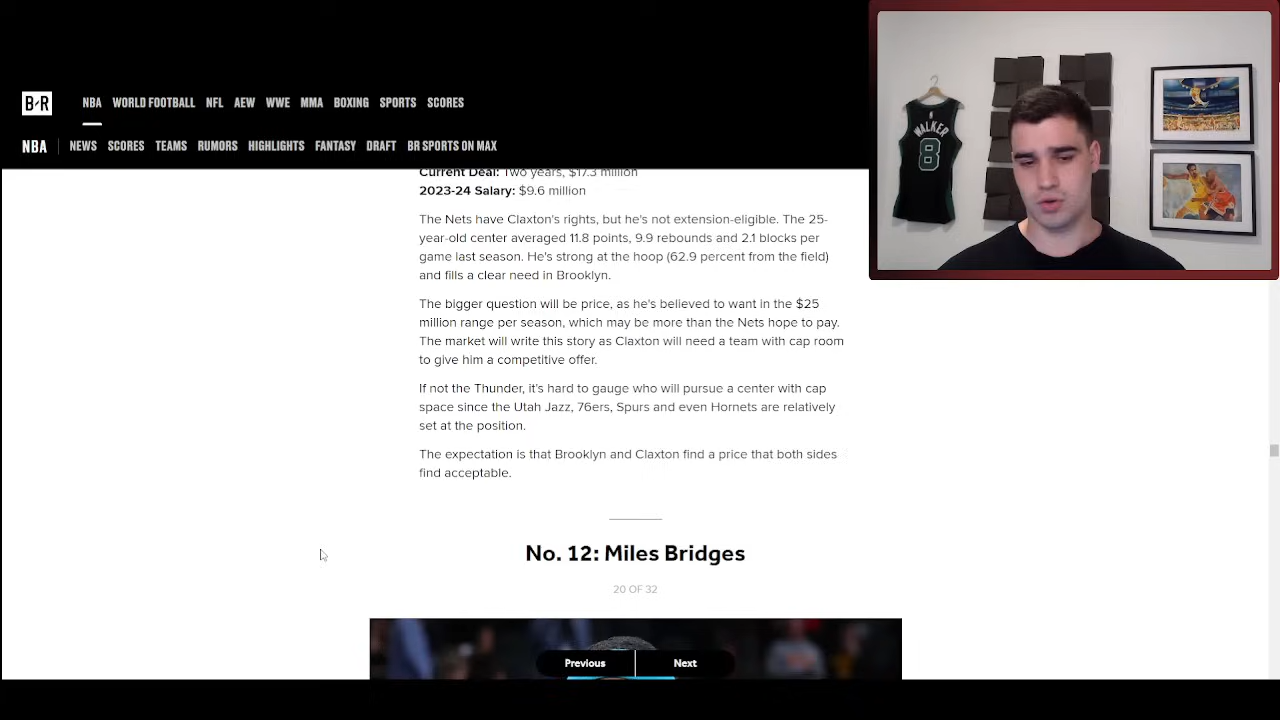 B/R
NBA WORLD FOOTBALL NFL AEW WWE MMA BOXING SPORTS SCORES
NBA NEWS SCORES TEAMS RUMORS HIGHLIGHTS FANTASY DRAFT BR SPORTS ON MAX
WALKER
8
Current Deal: Two years, $17.3 million
2023-24 Salary: $9.6 million
The Nets have Claxton's rights, but he's not extension-eligible. The 25-
year-old center averaged 11.8 points, 9.9 rebounds and 2.1 blocks per
game last season. He's strong at the hoop (62.9 percent from the field)
and fills a clear need in Brooklyn.
The bigger question will be price, as he's believed to want in the $25
million range per season, which may be more than the Nets hope to pay.
The market will write this story as Claxton will need a team with cap room
to give him a competitive offer.
If not the Thunder, it's hard to gauge who will pursue a center with cap
space since the Utah Jazz, 76ers, Spurs and even Hornets are relatively
set at the position.
The expectation is that Brooklyn and Claxton find a price that both sides
find acceptable.
No. 12: Miles Bridges
20 OF 32
Previous Next